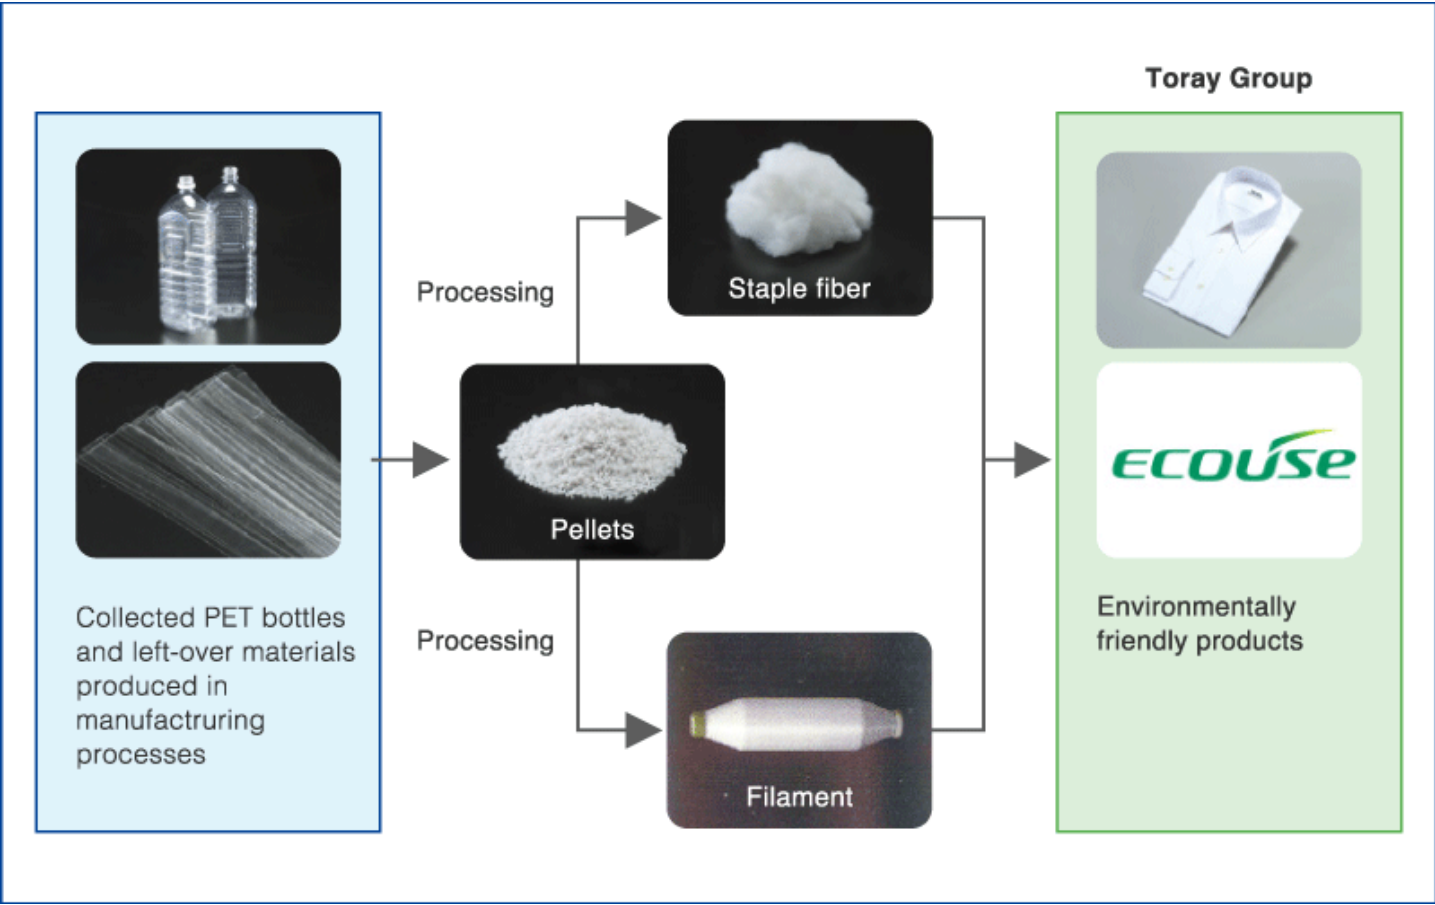 Toray Group
Processing
Staple fiber
Pellets
ECOUSE
Collected PET bottles
and left-over materials
produced in
manufactruring
processes
Processing
Filament
Environmentally
friendly products